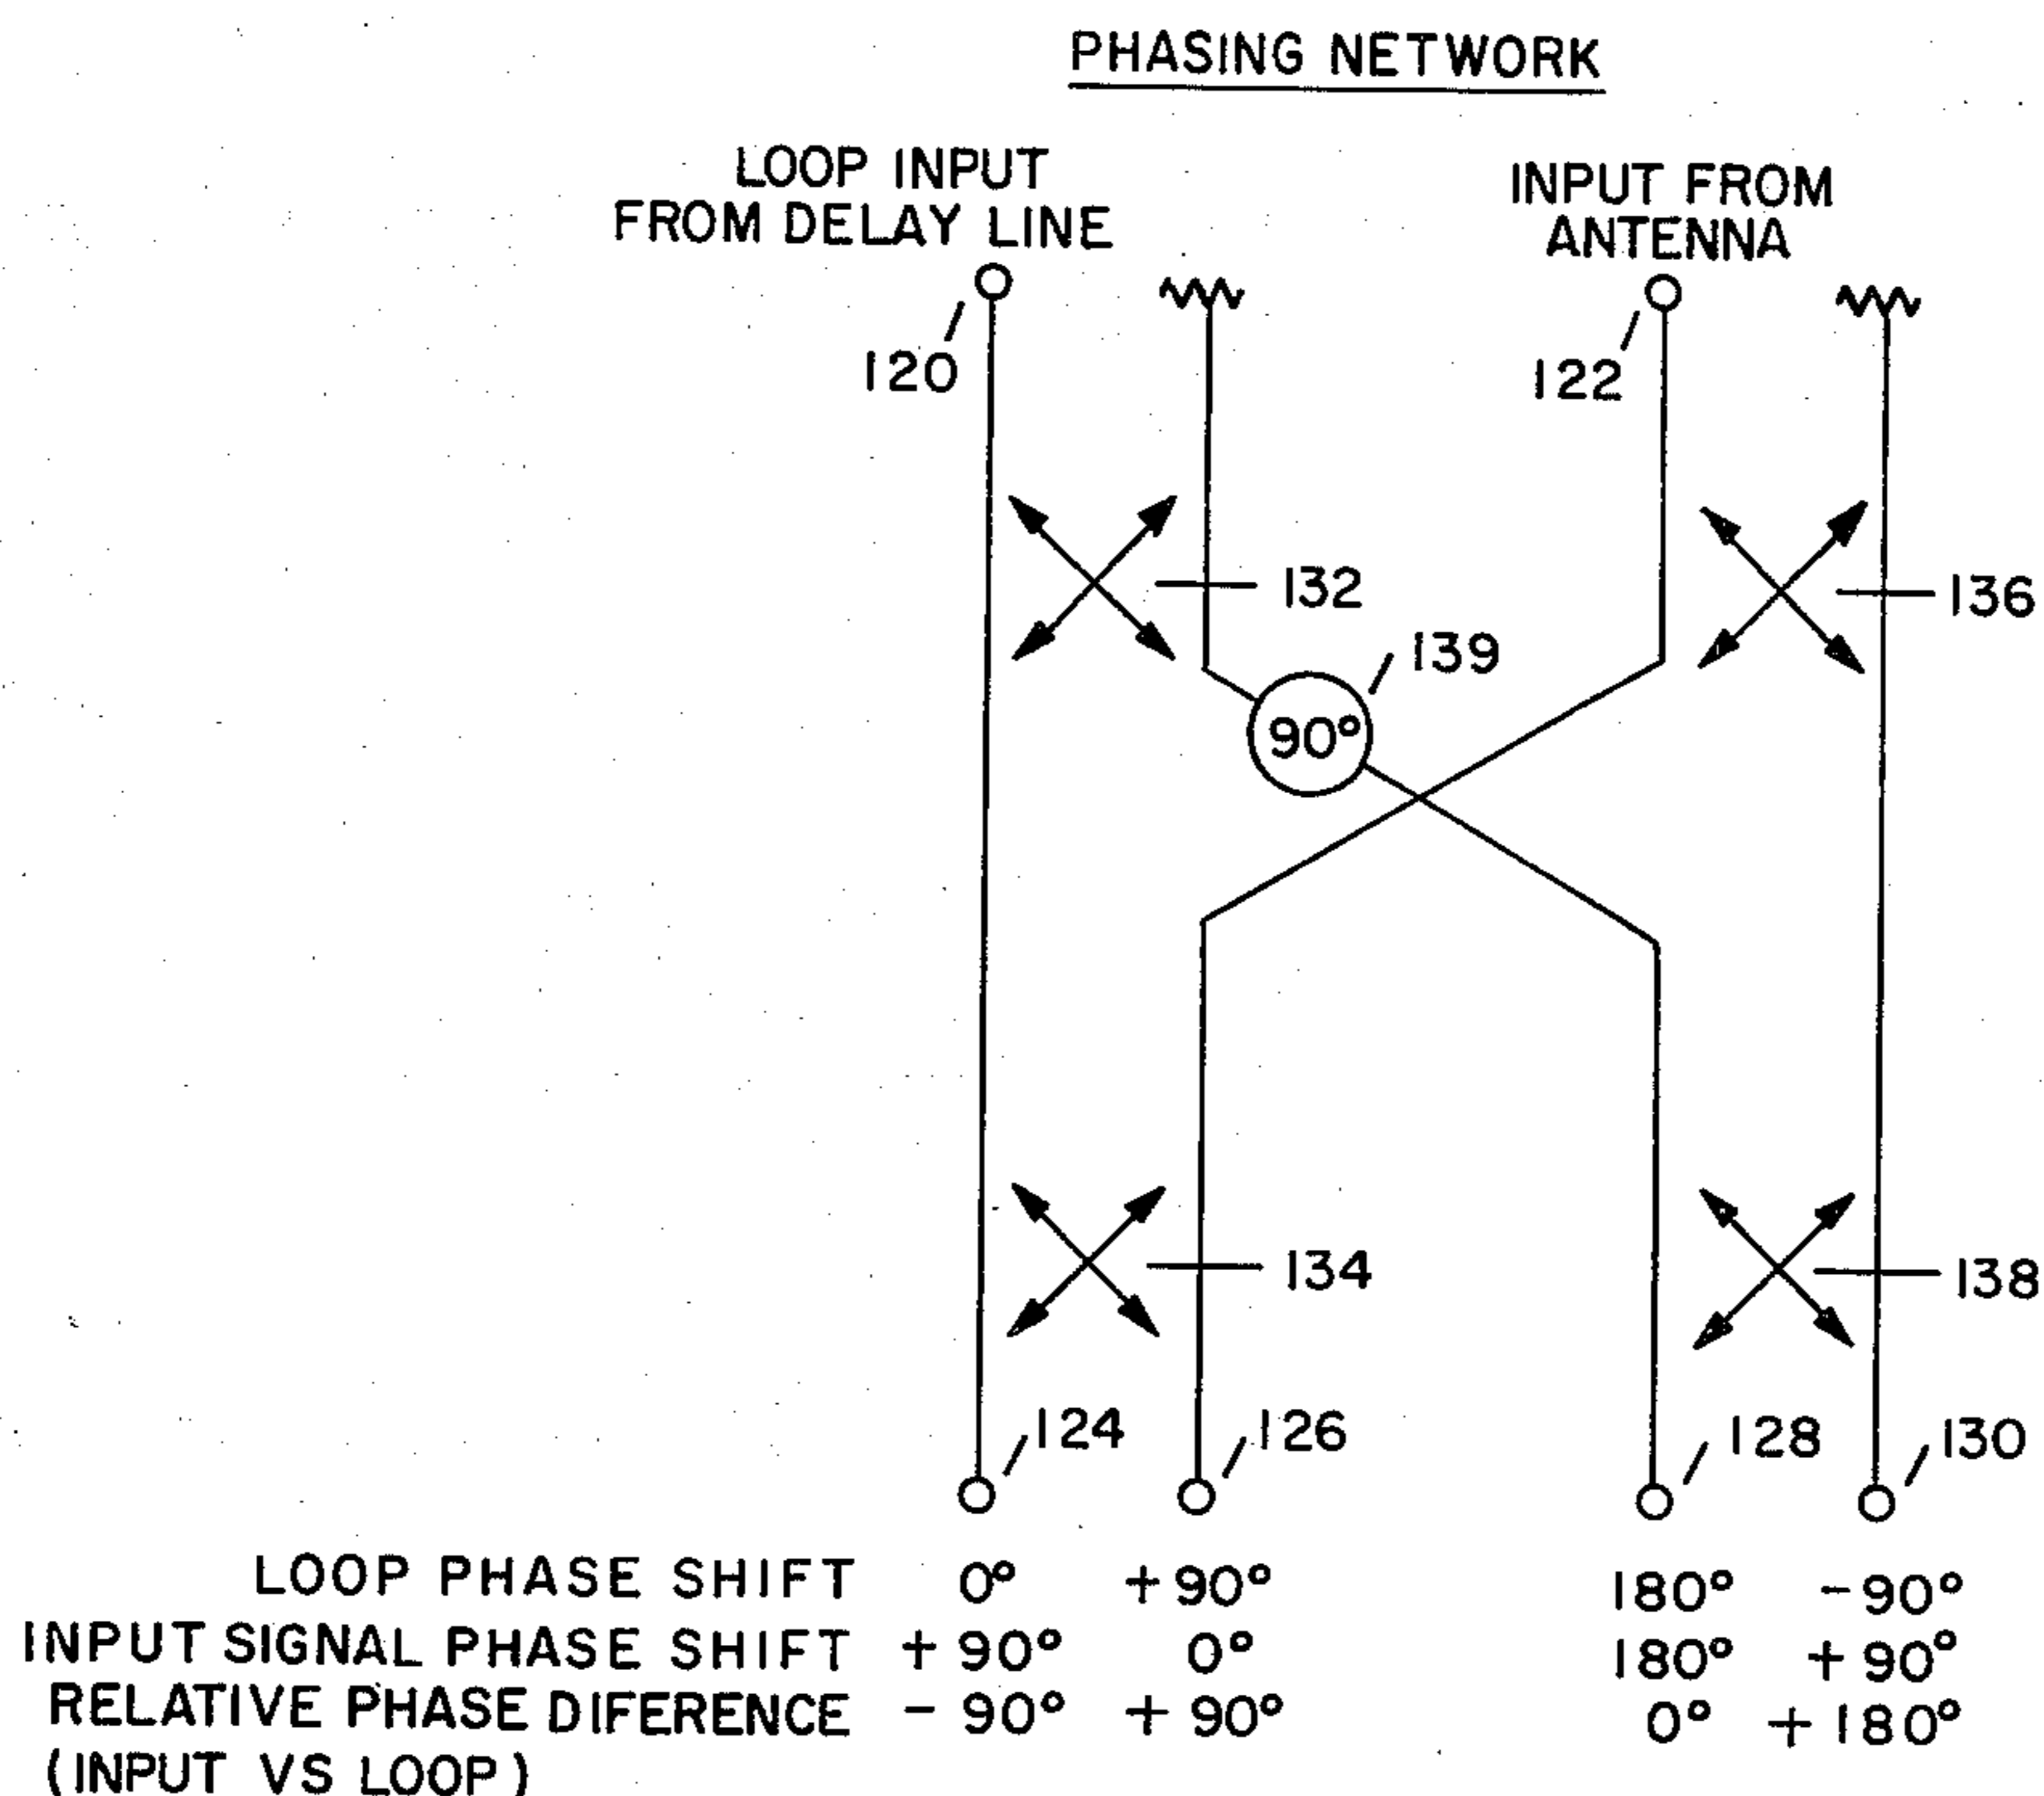 PHASING NETWORK
LOOP INPUT
FROM DELAY LINE
INPUT FROM
ANTENNA
120
122
132
136
139
90°
134
138
124
126
128
130
LOOP PHASE SHIFT 0° +90° 180° -90°
INPUT SIGNAL PHASE SHIFT +90° 0° 180° +90°
RELATIVE PHASE DIFERENCE -90° +90° 0° +180°
(INPUT VS LOOP)